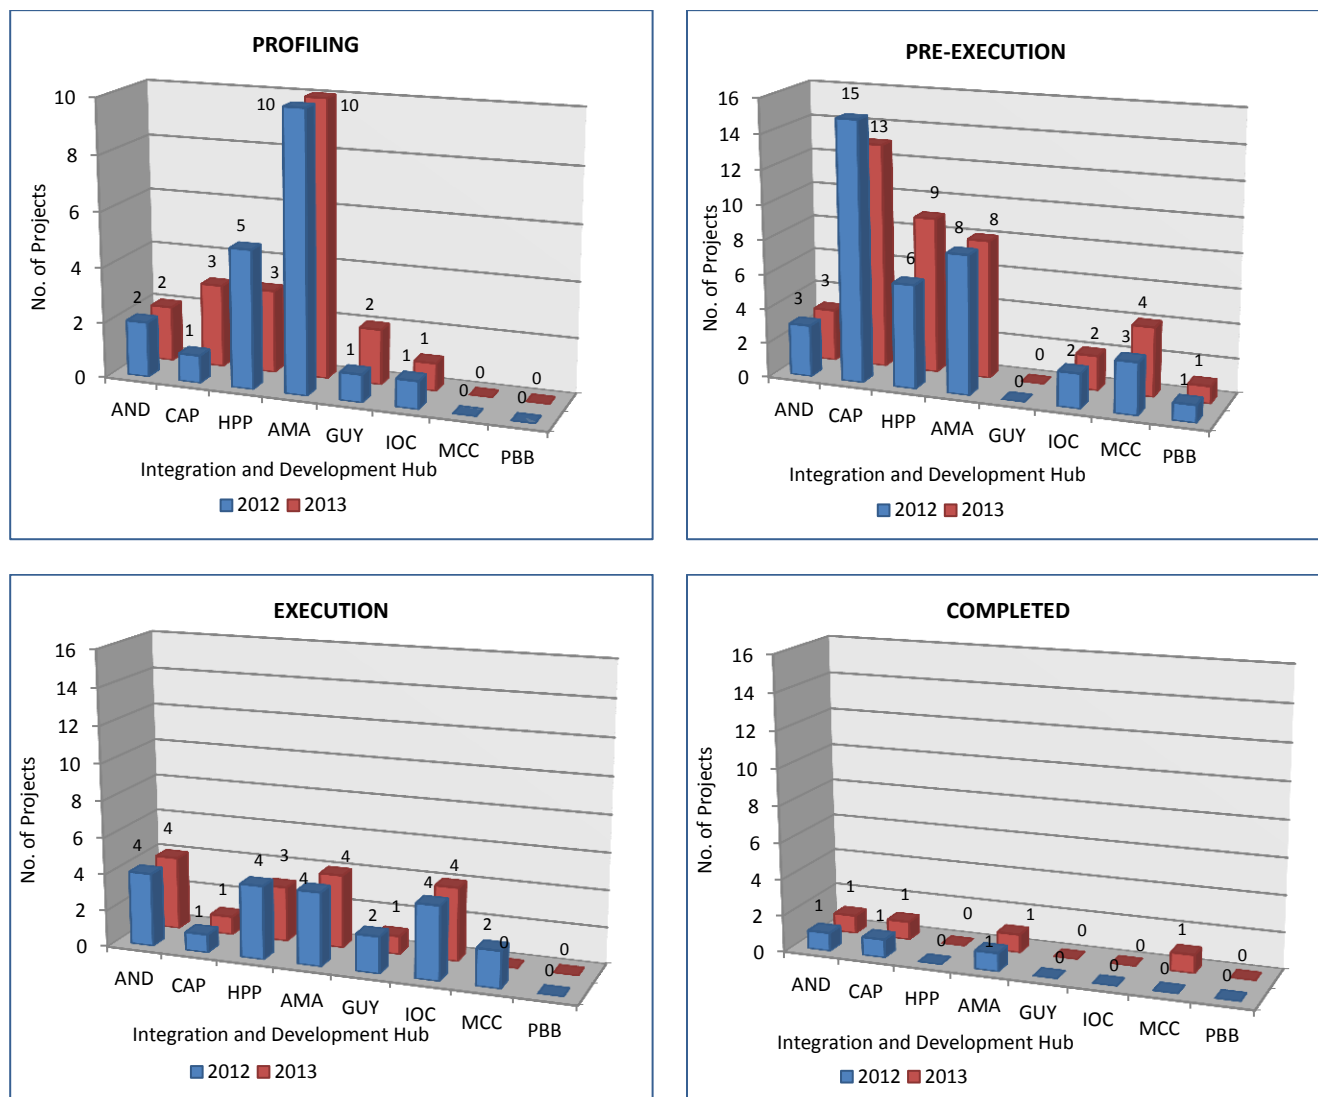 PROFILING
10
8
6
4
2
0
No. of Projects
2 2 1 3 5 3 10 10 1 2 1 1 0 0 0 0
AND CAP HPP AMA GUY IOC MCC PBB
Integration and Development Hub
2012 2013
PRE-EXECUTION
16
14
12
10
8
6
4
2
0
No. of Projects
3 3 15 13 6 9 8 8 0 0 2 2 3 4 1 1
AND CAP HPP AMA GUY IOC MCC PBB
Integration and Development Hub
2012 2013
EXECUTION
16
14
12
10
8
6
4
2
0
No. of Projects
4 4 1 1 4 3 4 4 2 1 4 4 2 0 0 0
AND CAP HPP AMA GUY IOC MCC PBB
Integration and Development Hub
2012 2013
COMPLETED
16
14
12
10
8
6
4
2
0
No. of Projects
1 1 1 1 0 0 1 1 0 0 0 0 0 1 0 0
AND CAP HPP AMA GUY IOC MCC PBB
Integration and Development Hub
2012 2013